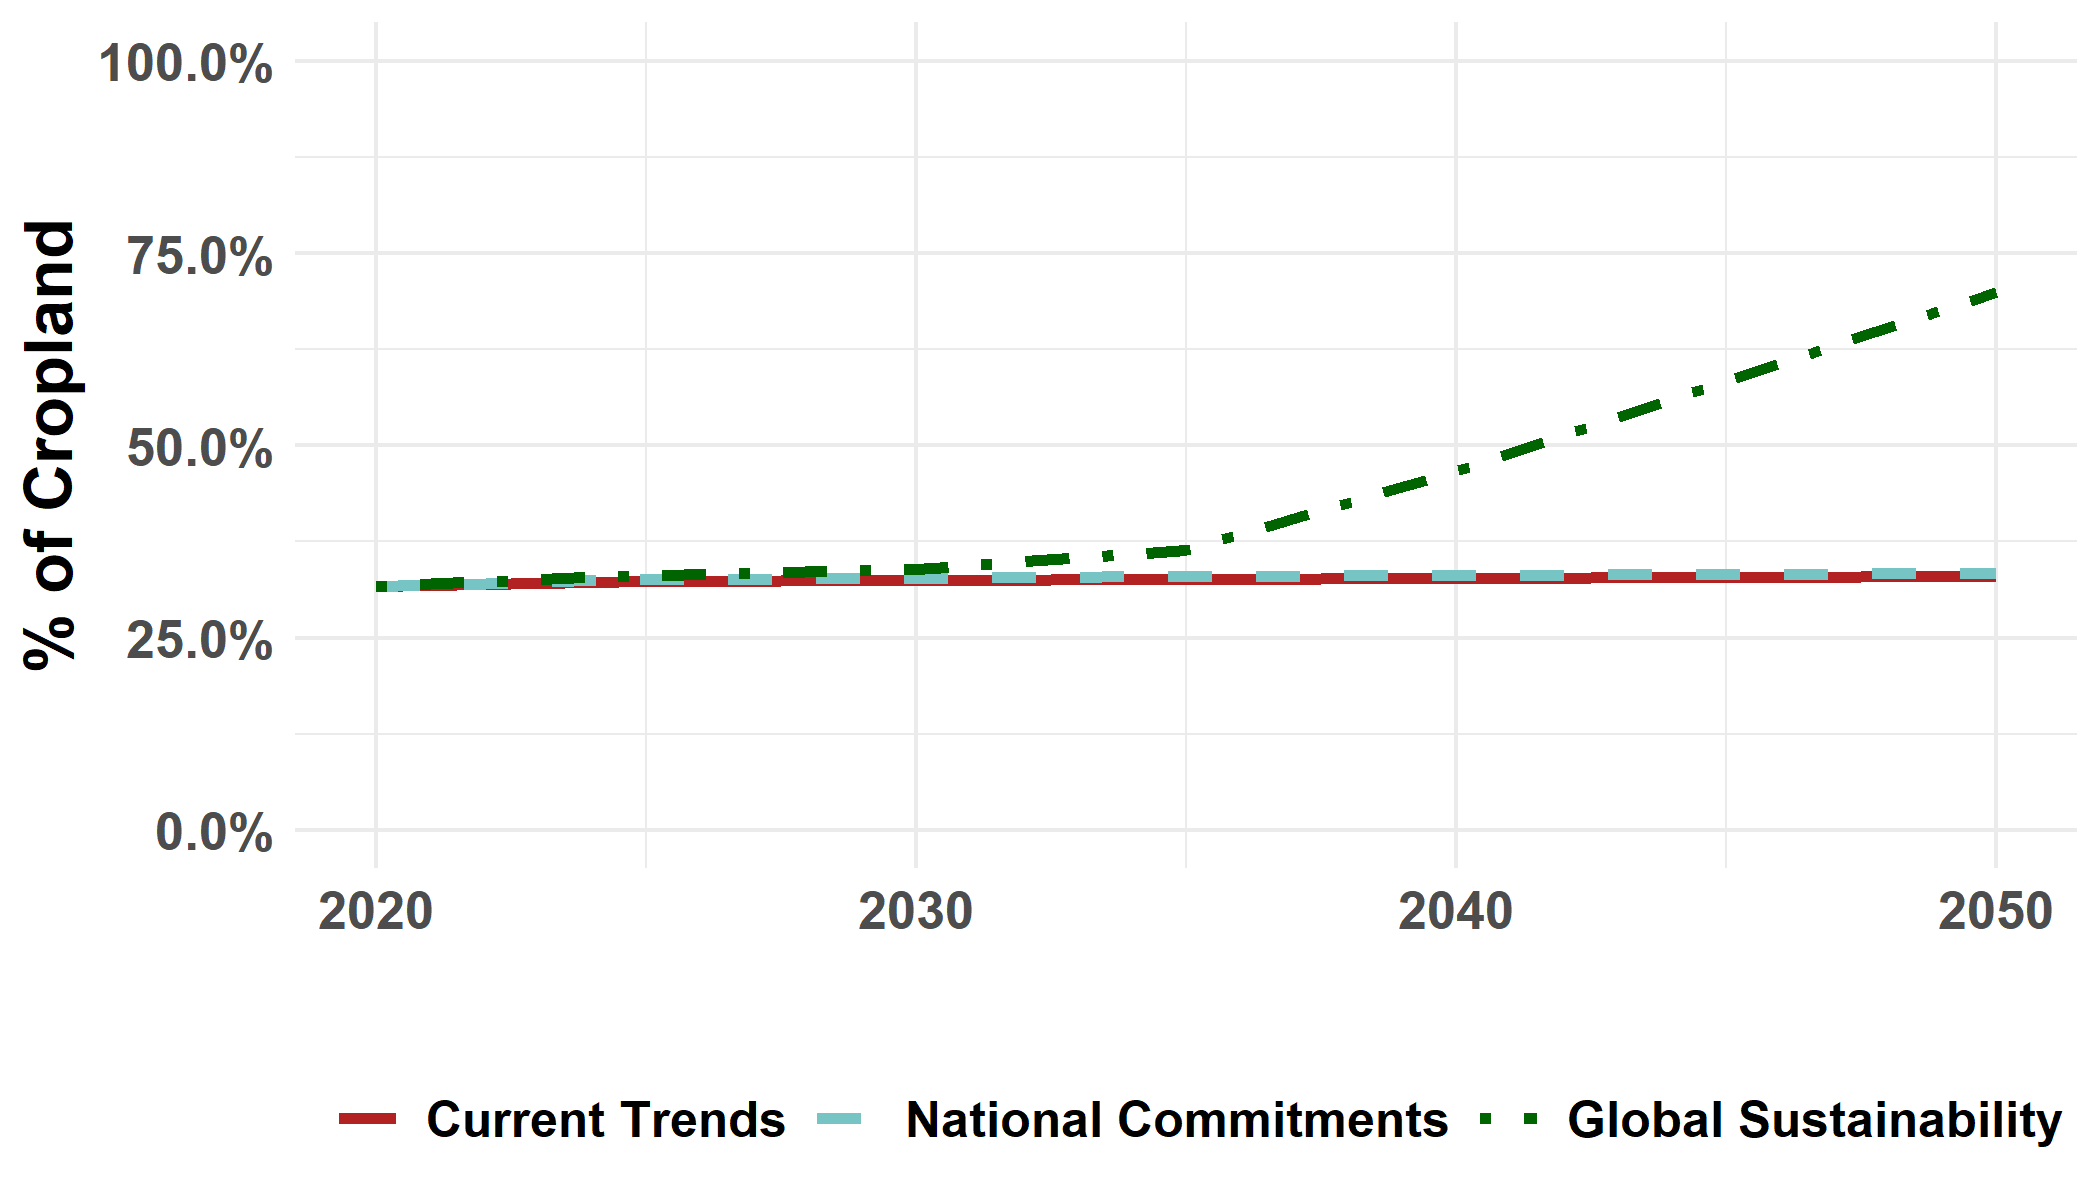 % of Cropland
100.0%
75.0%
50.0%
25.0%
0.0%
2020 2030 2040 2050
Current Trends National Commitments Global Sustainability